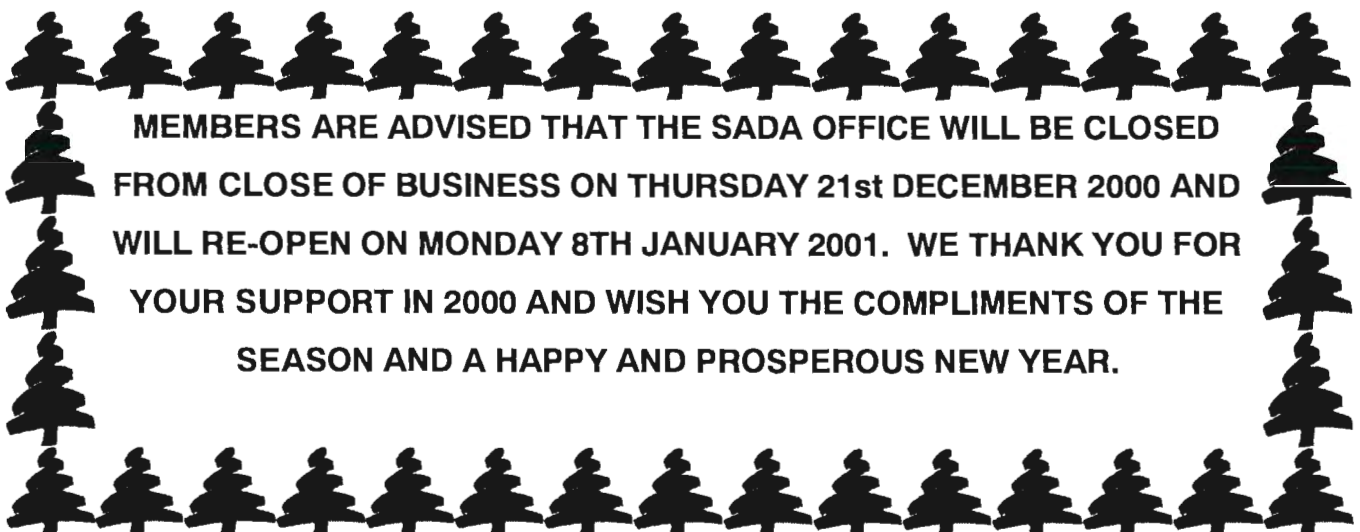 MEMBERS ARE ADVISED THAT THE SADA OFFICE WILL BE CLOSED
FROM CLOSE OF BUSINESS ON THURSDAY 21st DECEMBER 2000 AND
WILL RE-OPEN ON MONDAY 8TH JANUARY 2001. WE THANK YOU FOR
YOUR SUPPORT IN 2000 AND WISH YOU THE COMPLIMENTS OF THE
SEASON AND A HAPPY AND PROSPEROUS NEW YEAR.